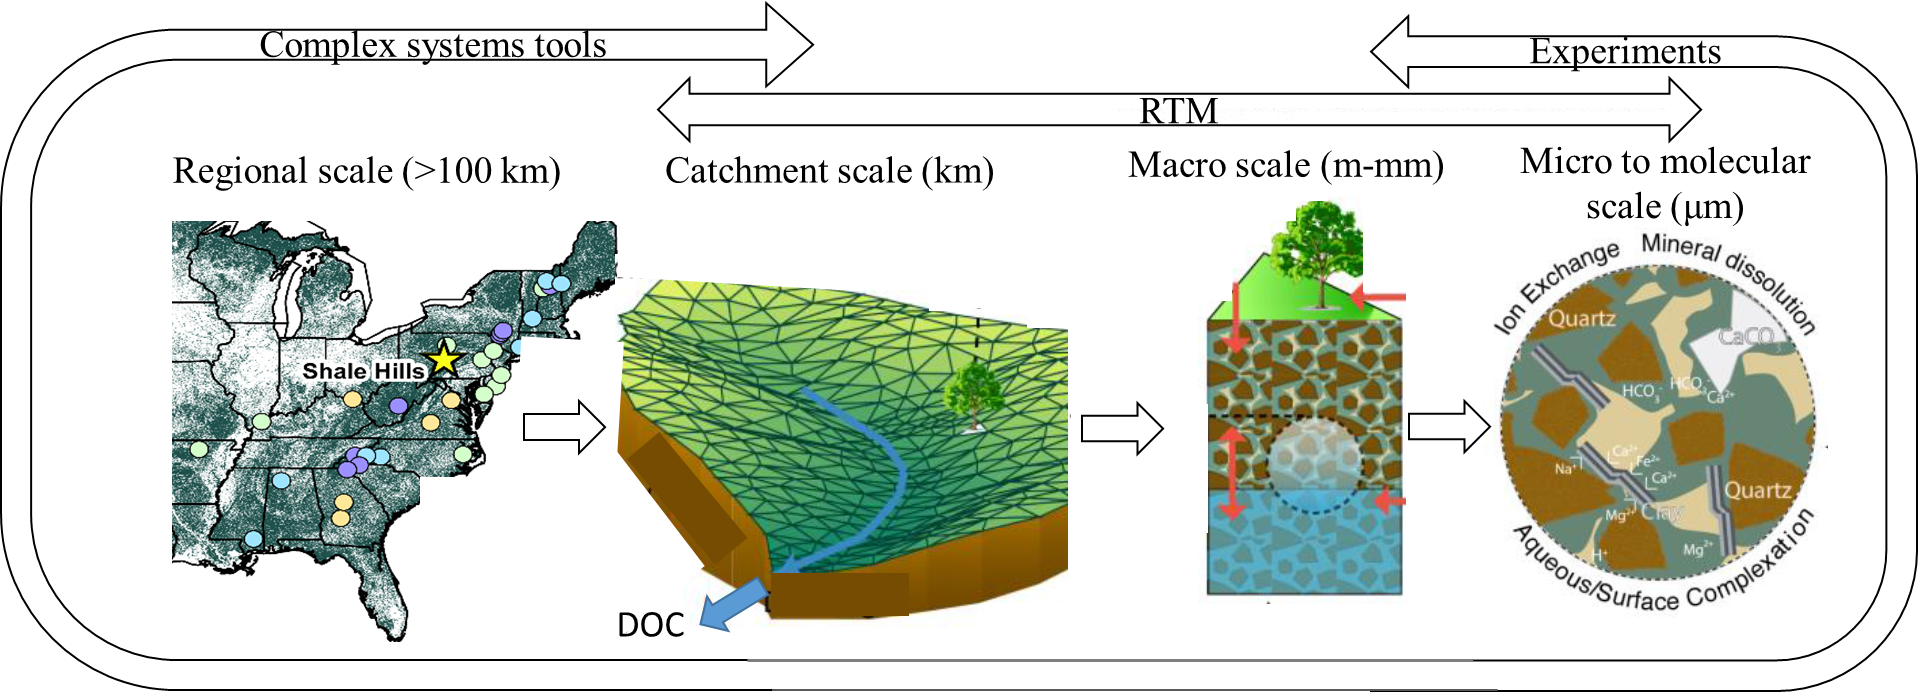 Complex systems tools
Experiments
RTM
Regional scale (>100 km)
Catchment scale (km)
Macro scale (m-mm)
Micro to molecular
scale (μm)
Shale Hills
DOC
Ion Exchange
Mineral dissolution
Aqueous/Surface Complexation
Quartz
CaCO
HCO₃⁻
HCO₃⁻
Ca²⁺
Na⁺
Ca²⁺
Fe²⁺
Ca²⁺
Quartz
Mg²⁺
Clay
Mg²⁺
H⁺